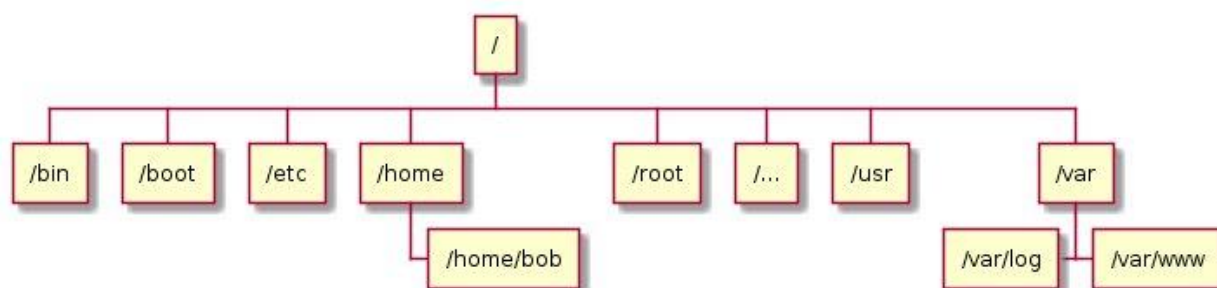 /
/bin
/boot
/etc
/home
/root
/...
/usr
/var
/home/bob
/var/log
/var/www